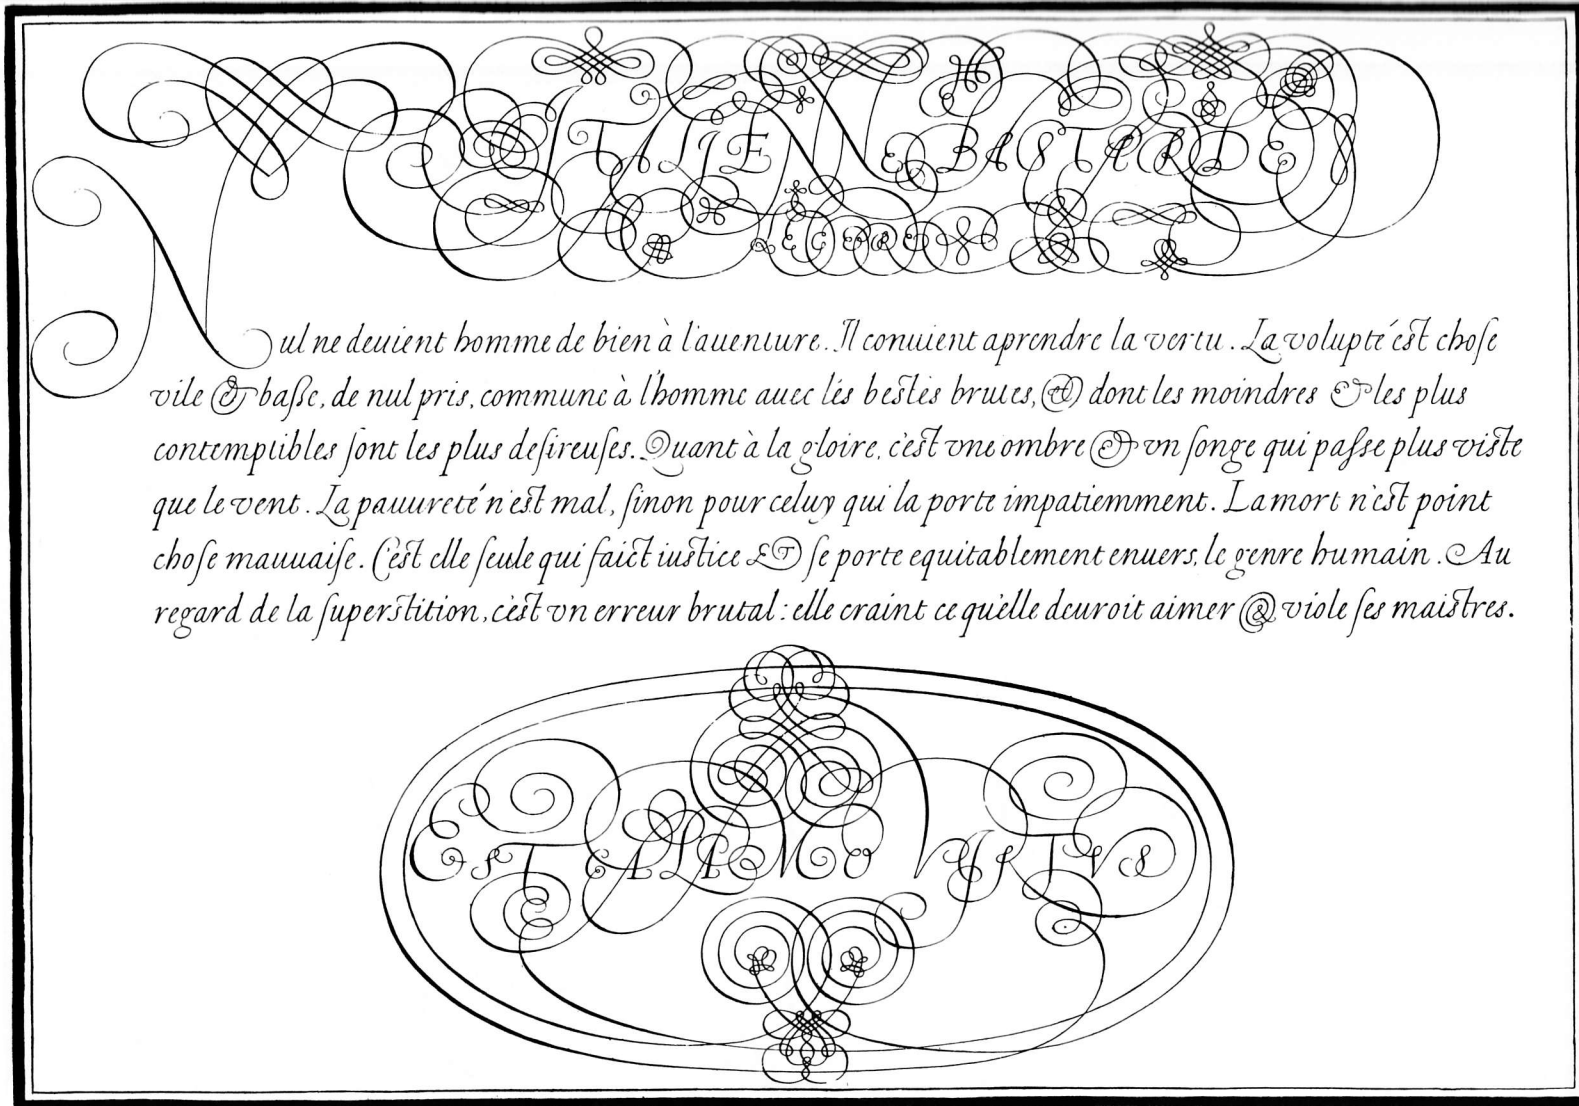 ITALIENNE BASTARDE
Nul ne deuient homme de bien à l'auenture. Il conuient aprendre la vertu. La volupté est choſe
vile & baſse, de nul pris, commune à l'homme auec les bestes brutes, & dont les moindres & les plus
contemptibles ſont les plus deſireuſes. Quant à la gloire, c'est vne ombre & vn ſonge qui paſse plus viste
que le vent. La pauureté n'est mal, ſinon pour celuy qui la porte impatiemment. La mort n'est point
choſe mauuaiſe. C'est elle ſeule qui faict iustice & ſe porte equitablement enuers, le genre humain. Au
regard de la ſuperstition, c'est vn erreur brutal: elle craint ce qu'elle deuroit aimer & viole ſes maistres.